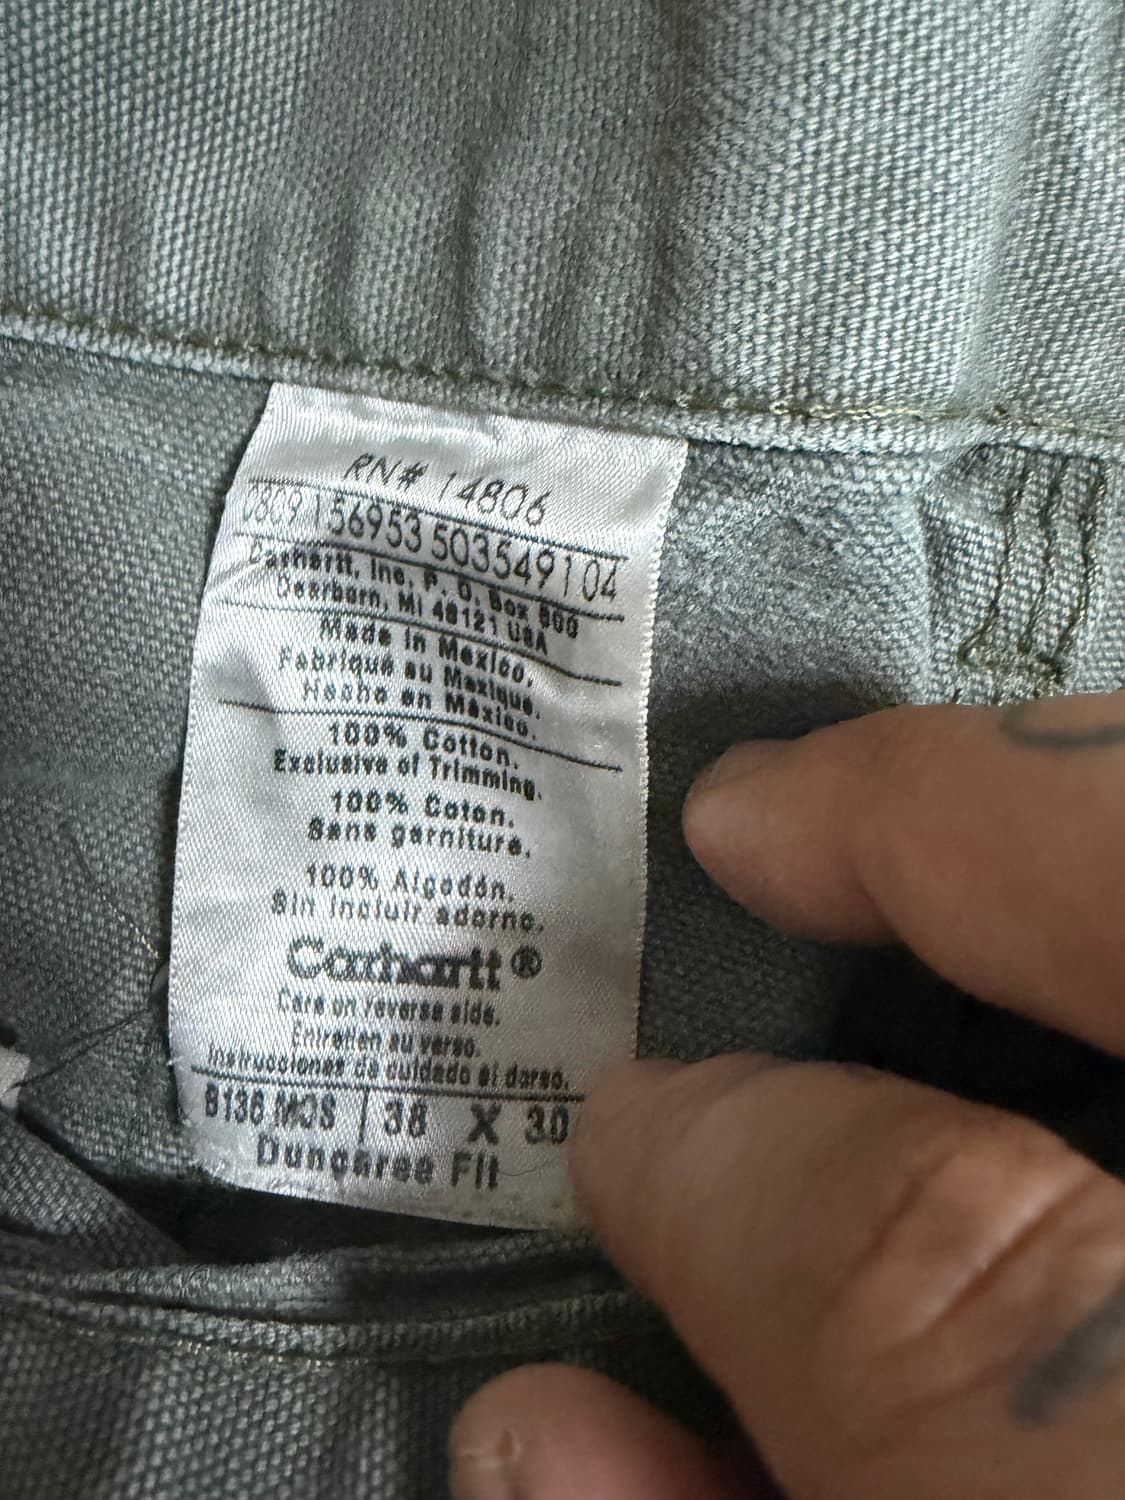 RN# 14806
0809 156953 503549104
Carhartt, Inc. P. O. Box 600
Dearborn, MI 48121 USA
Made in Mexico.
Fabriqué au Mexique.
Hecho en México.
100% Cotton.
Exclusive of Trimming.
100% Coton.
Sans garniture.
100% Algodón.
Sin incluir adorno.
Carhartt®
Care on reverse side.
Entretien au verso.
Instrucciones de cuidado al dorso.
B136 MOS | 38 X 30
Dungaree Fit